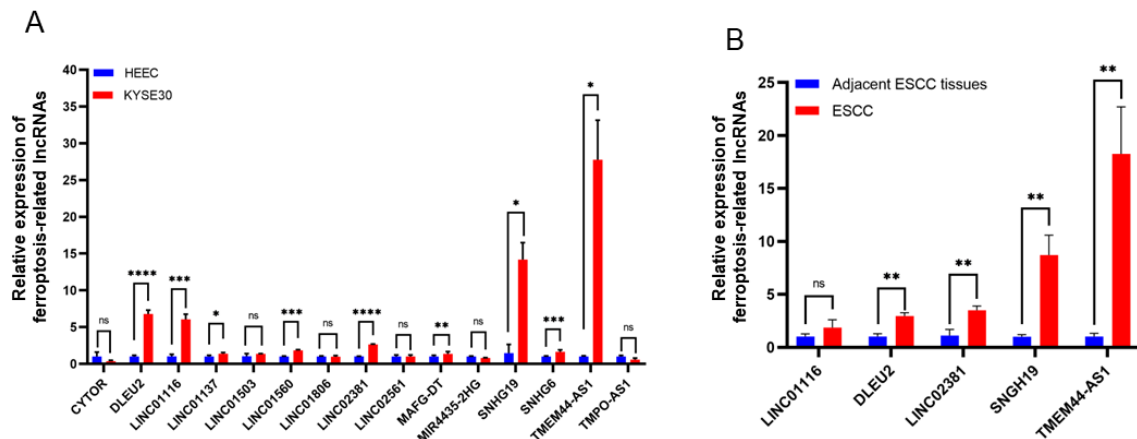 A
Relative expression of
ferroptosis-related lncRNAs
40
35
30
25
20
15
10
5
0
HEEC
KYSE30
ns
****
***
*
ns
***
ns
****
ns
**
ns
*
***
*
ns
CYTOR
DLEU2
LINC01116
LINC01137
LINC01503
LINC01560
LINC01806
LINC02381
LINC02561
MAFG-DT
MIR4435-2HG
SNHG19
SNHG6
TMEM44-AS1
TMPO-AS1
B
Relative expression of
ferroptosis-related lncRNAs
25
20
15
10
5
0
Adjacent ESCC tissues
ESCC
ns
**
**
**
**
LINC01116
DLEU2
LINC02381
SNGH19
TMEM44-AS1